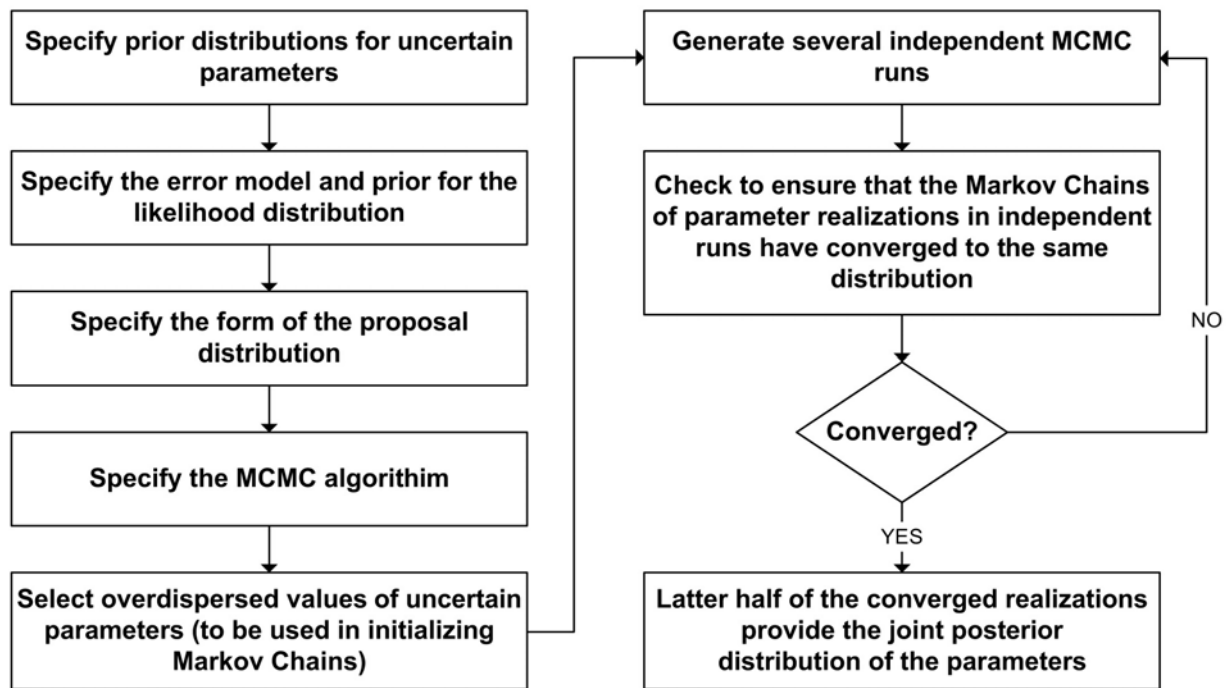 Specify prior distributions for uncertain
parameters
Specify the error model and prior for the
likelihood distribution
Specify the form of the proposal
distribution
Specify the MCMC algorithim
Select overdispersed values of uncertain
parameters (to be used in initializing
Markov Chains)
Generate several independent MCMC
runs
Check to ensure that the Markov Chains
of parameter realizations in independent
runs have converged to the same
distribution
NO
Converged?
YES
Latter half of the converged realizations
provide the joint posterior
distribution of the parameters